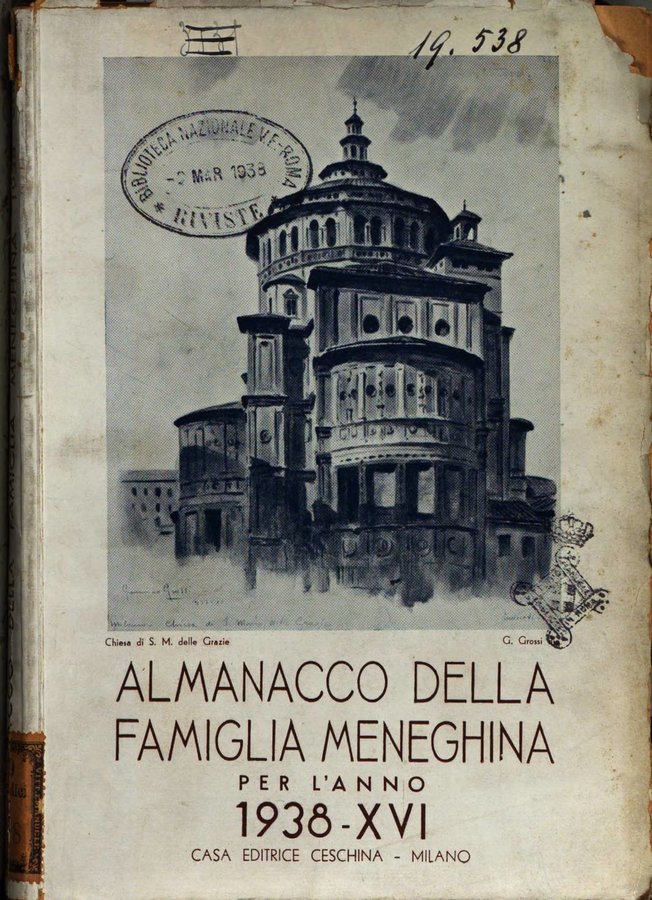 19. 538
BIBLIOTECA NAZIONALE V. E. - ROMA
MAR 1938
* RIVISTE *
Chiesa di S. M. delle Grazie
G. Grossi
ALMANACCO DELLA
FAMIGLIA MENEGHINA
PER L'ANNO
1938-XVI
CASA EDITRICE CESCHINA - MILANO